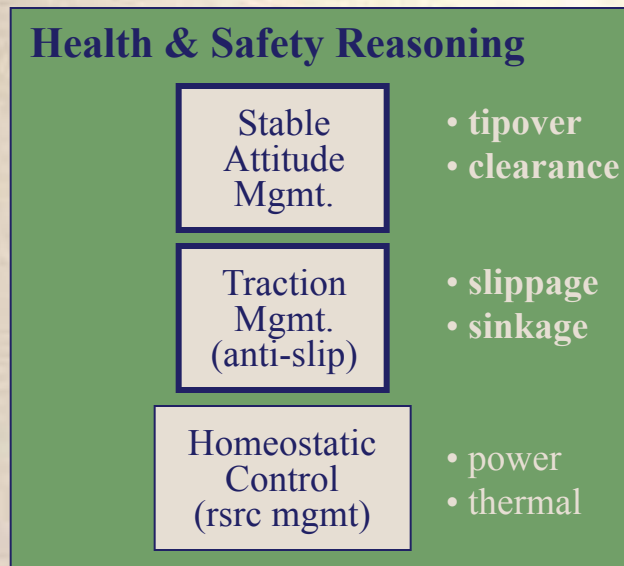 Health & Safety Reasoning
Stable
Attitude
Mgmt.
• tipover
• clearance
Traction
Mgmt.
(anti-slip)
• slippage
• sinkage
Homeostatic
Control
(rsrc mgmt)
• power
• thermal